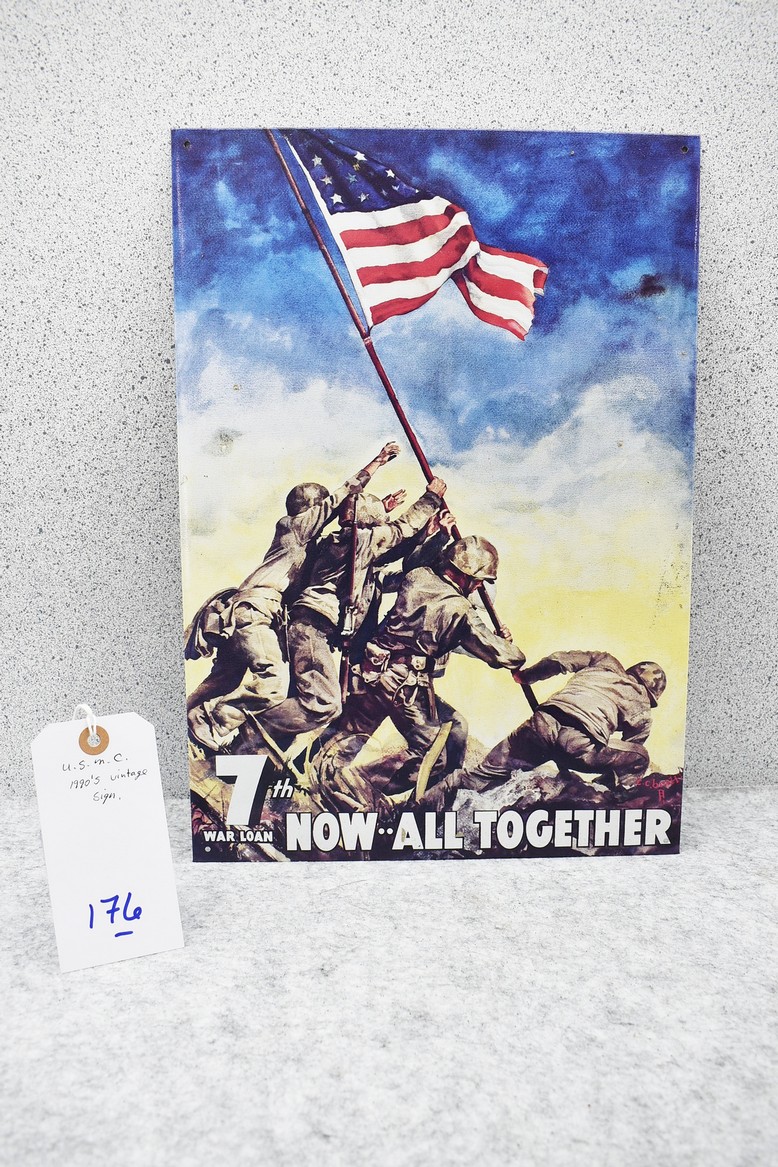 7th
WAR LOAN
NOW··ALL TOGETHER
U.S.M.C.
1990's vintage
Sign.
176